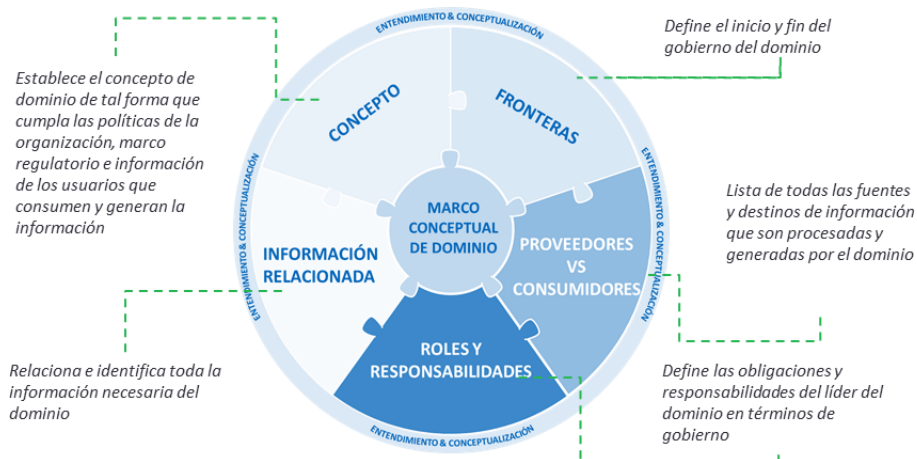 ENTENDIMIENTO & CONCEPTUALIZACIÓN
Define el inicio y fin del
gobierno del dominio
Establece el concepto de
dominio de tal forma que
cumpla las políticas de la
organización, marco
regulatorio e información
de los usuarios que
consumen y generan la
información
CONCEPTO
FRONTERAS
ENTENDIMIENTO & CONCEPTUALIZACIÓN
ENTENDIMIENTO & CONCEPTUALIZACIÓN
MARCO
CONCEPTUAL
DE DOMINIO
INFORMACIÓN
RELACIONADA
PROVEEDORES
VS
CONSUMIDORES
Lista de todas las fuentes
y destinos de información
que son procesadas y
generadas por el dominio
ROLES Y
RESPONSABILIDADES
Relaciona e identifica toda la
información necesaria del
dominio
Define las obligaciones y
responsabilidades del líder del
dominio en términos de
gobierno
ENTENDIMIENTO & CONCEPTUALIZACIÓN